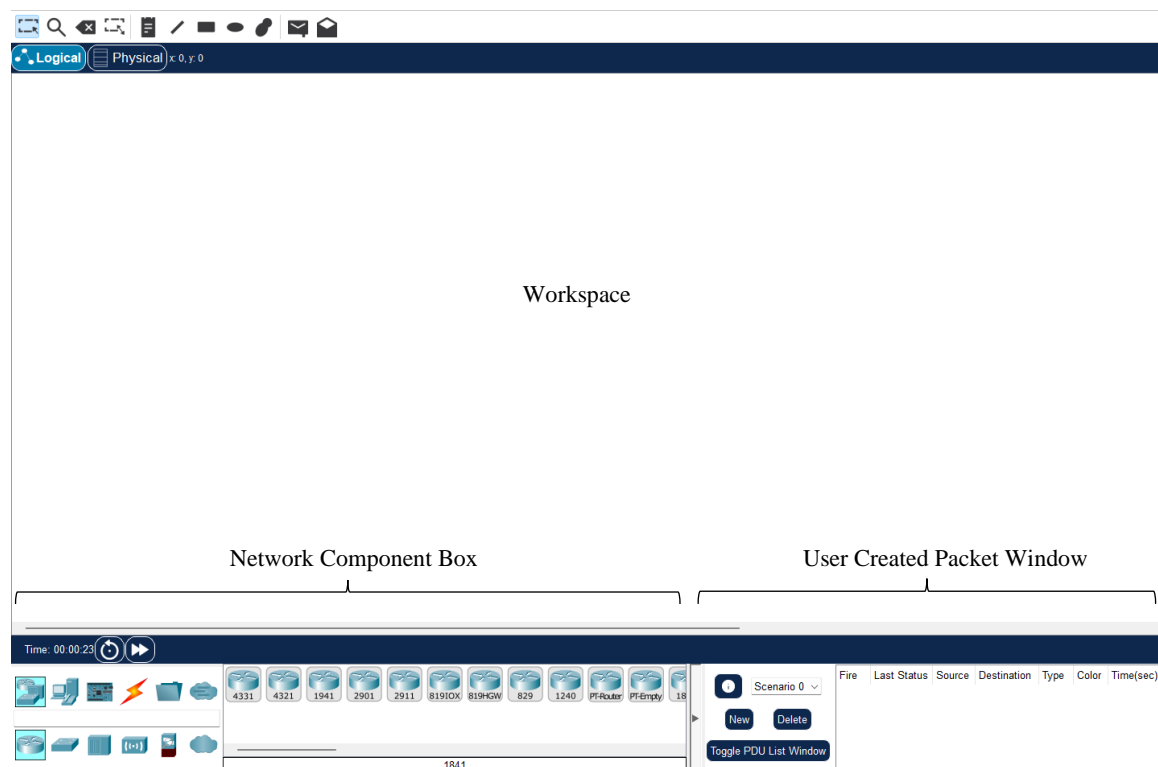 Logical Physical x: 0, y: 0
Workspace
Network Component Box User Created Packet Window
Time: 00:00:23
4331 4321 1941 2901 2911 819IOX 819HGW 829 1240 PT-Router PT-Empty 18
Scenario 0
Fire Last Status Source Destination Type Color Time(sec)
New Delete
Toggle PDU List Window
1841